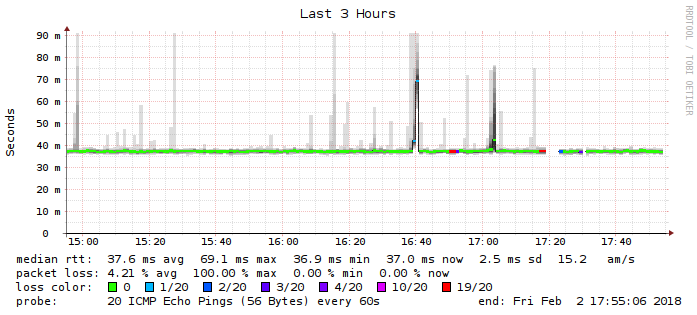 Last 3 Hours
RRDTOOL / TOBI OETIKER
Seconds
90 m
80 m
70 m
60 m
50 m
40 m
30 m
20 m
10 m
0
15:00 15:20 15:40 16:00 16:20 16:40 17:00 17:20 17:40
median rtt: 37.6 ms avg 69.1 ms max 36.9 ms min 37.0 ms now 2.5 ms sd 15.2 am/s
packet loss: 4.21 % avg 100.00 % max 0.00 % min 0.00 % now
loss color: 0 1/20 2/20 3/20 4/20 10/20 19/20
probe: 20 ICMP Echo Pings (56 Bytes) every 60s end: Fri Feb 2 17:55:06 2018